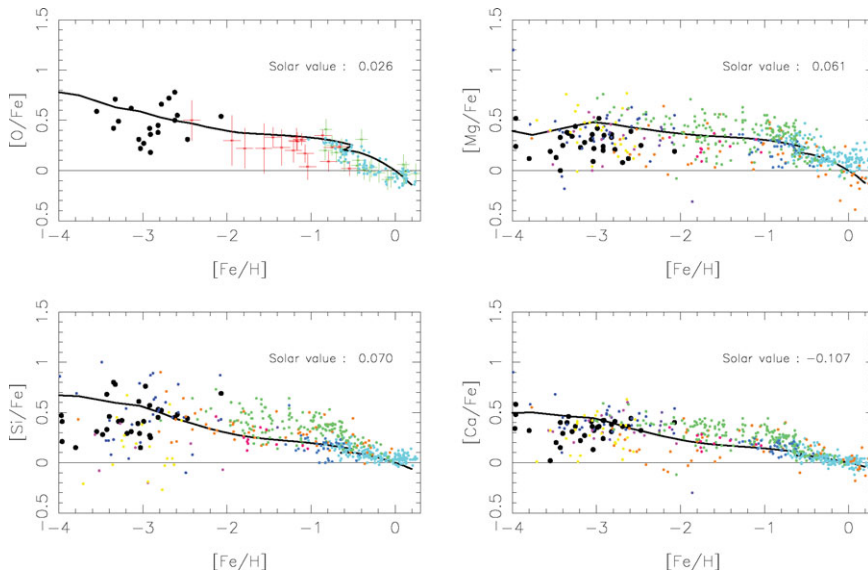 1.5
1
0.5
0
0.5
[O/Fe]
Solar value : 0.026
−4 −3 −2 −1 0
[Fe/H]
1.5
1
0.5
0
0.5
[Mg/Fe]
Solar value : 0.061
−4 −3 −2 −1 0
[Fe/H]
1.5
1
0.5
0
0.5
[Si/Fe]
Solar value : 0.070
−4 −3 −2 −1 0
[Fe/H]
1.5
1
0.5
0
0.5
[Ca/Fe]
Solar value : −0.107
−4 −3 −2 −1 0
[Fe/H]